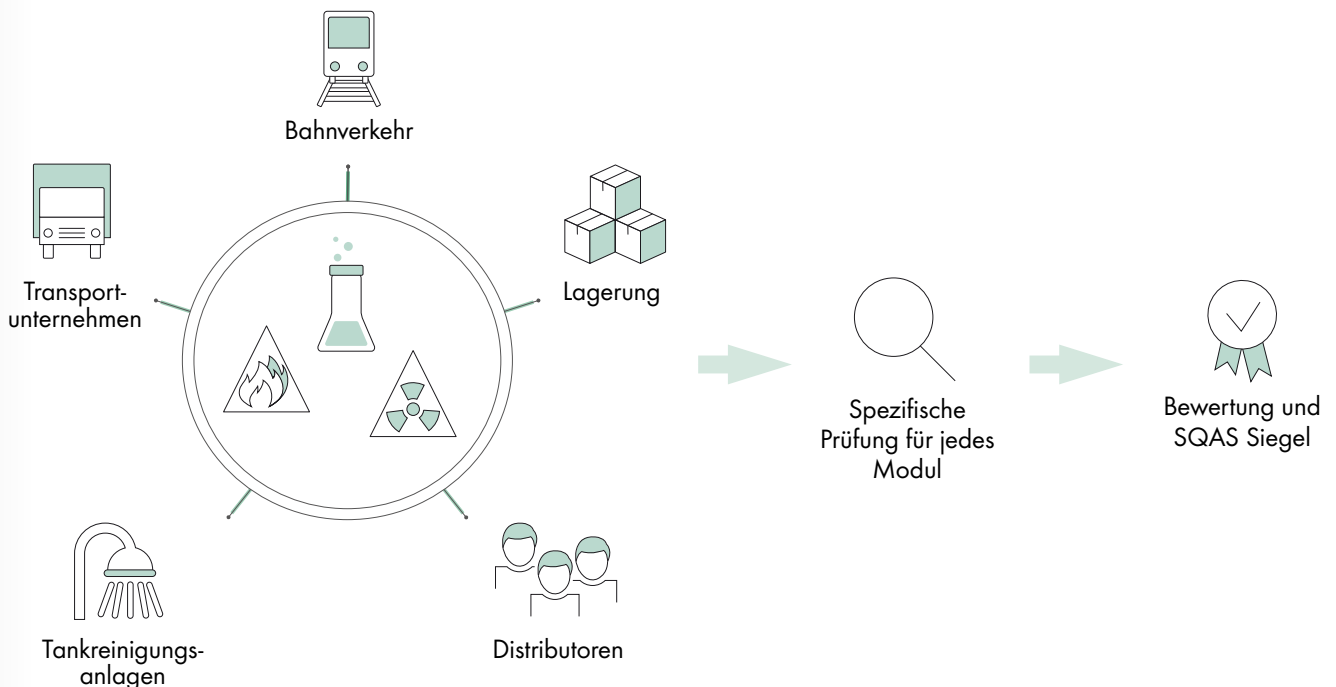 Bahnverkehr
Transport-
unternehmen
Lagerung
Spezifische
Prüfung für jedes
Modul
Bewertung und
SQAS Siegel
Tankreinigungs-
anlagen
Distributoren